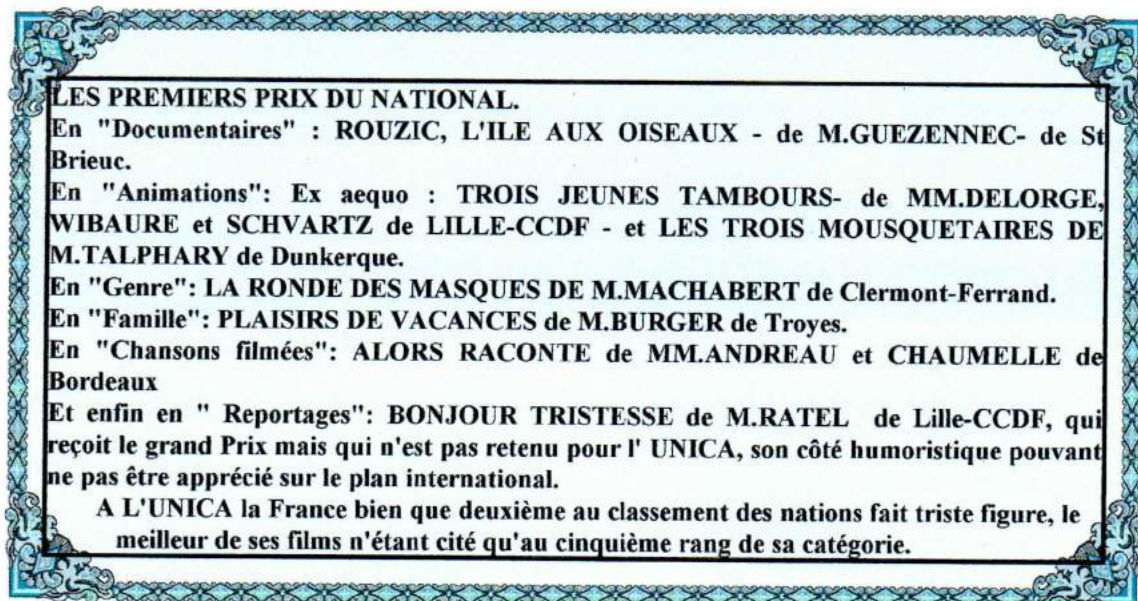 LES PREMIERS PRIX DU NATIONAL.
En "Documentaires" : ROUZIC, L'ILE AUX OISEAUX - de M.GUEZENNEC- de St
Brieuc.
En "Animations": Ex aequo : TROIS JEUNES TAMBOURS- de MM.DELORGE,
WIBAURE et SCHVARTZ de LILLE-CCDF - et LES TROIS MOUSQUETAIRES DE
M.TALPHARY de Dunkerque.
En "Genre": LA RONDE DES MASQUES DE M.MACHABERT de Clermont-Ferrand.
En "Famille": PLAISIRS DE VACANCES de M.BURGER de Troyes.
En "Chansons filmées": ALORS RACONTE de MM.ANDREAU et CHAUMELLE de
Bordeaux
Et enfin en " Reportages": BONJOUR TRISTESSE de M.RATEL de Lille-CCDF, qui
reçoit le grand Prix mais qui n'est pas retenu pour l' UNICA, son côté humoristique pouvant
ne pas être apprécié sur le plan international.
A L'UNICA la France bien que deuxième au classement des nations fait triste figure, le
meilleur de ses films n'étant cité qu'au cinquième rang de sa catégorie.